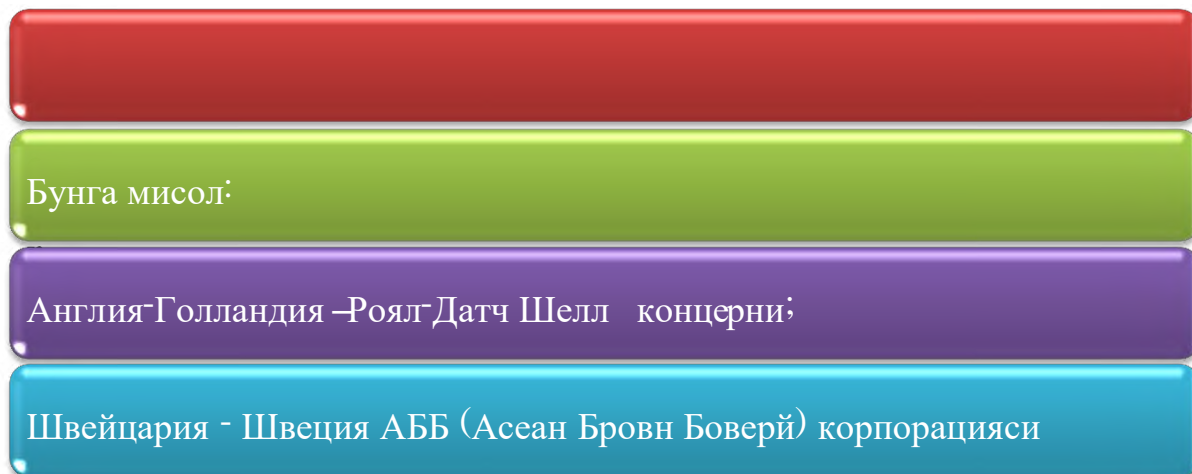 Бунга мисол:
Англия-Голландия –Роял-Датч Шелл концерни;
Швейцария - Швеция АББ (Асеан Бровн Боверй) корпорацияси